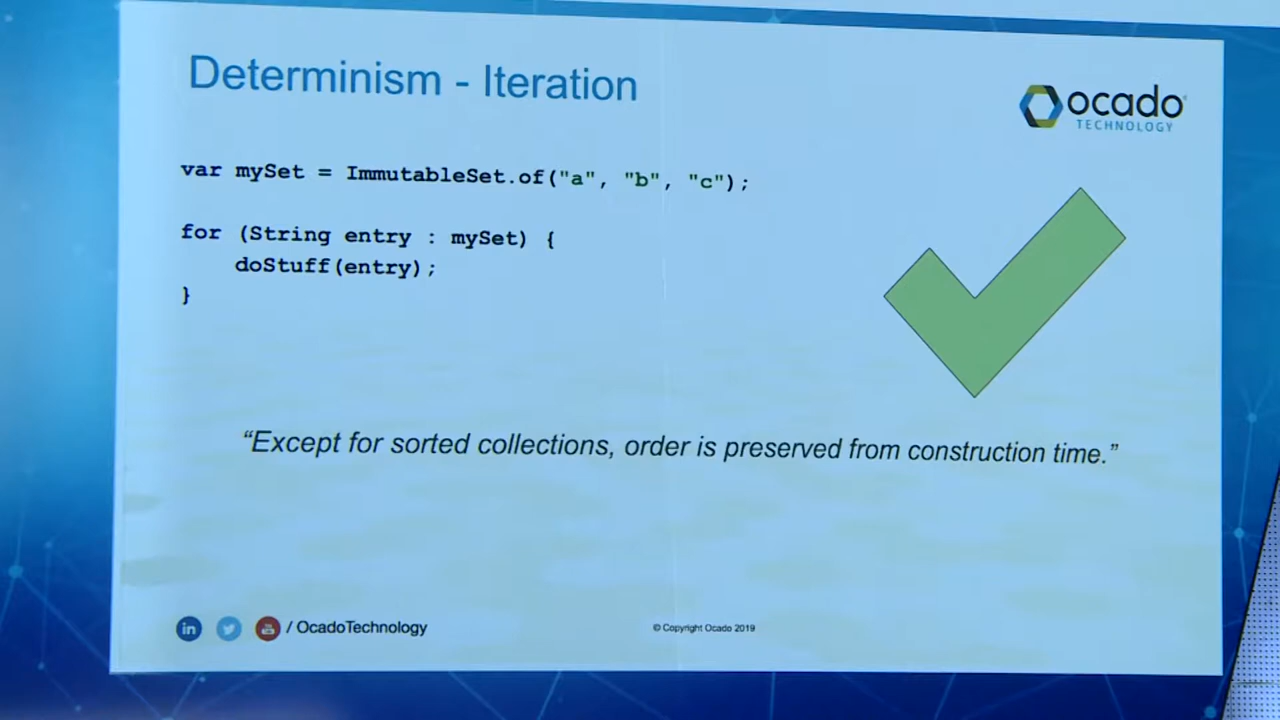 Determinism - Iteration
ocado
TECHNOLOGY
var mySet = ImmutableSet.of("a", "b", "c");
for (String entry : mySet) {
    doStuff(entry);
}
“Except for sorted collections, order is preserved from construction time.”
in / OcadoTechnology
© Copyright Ocado 2019